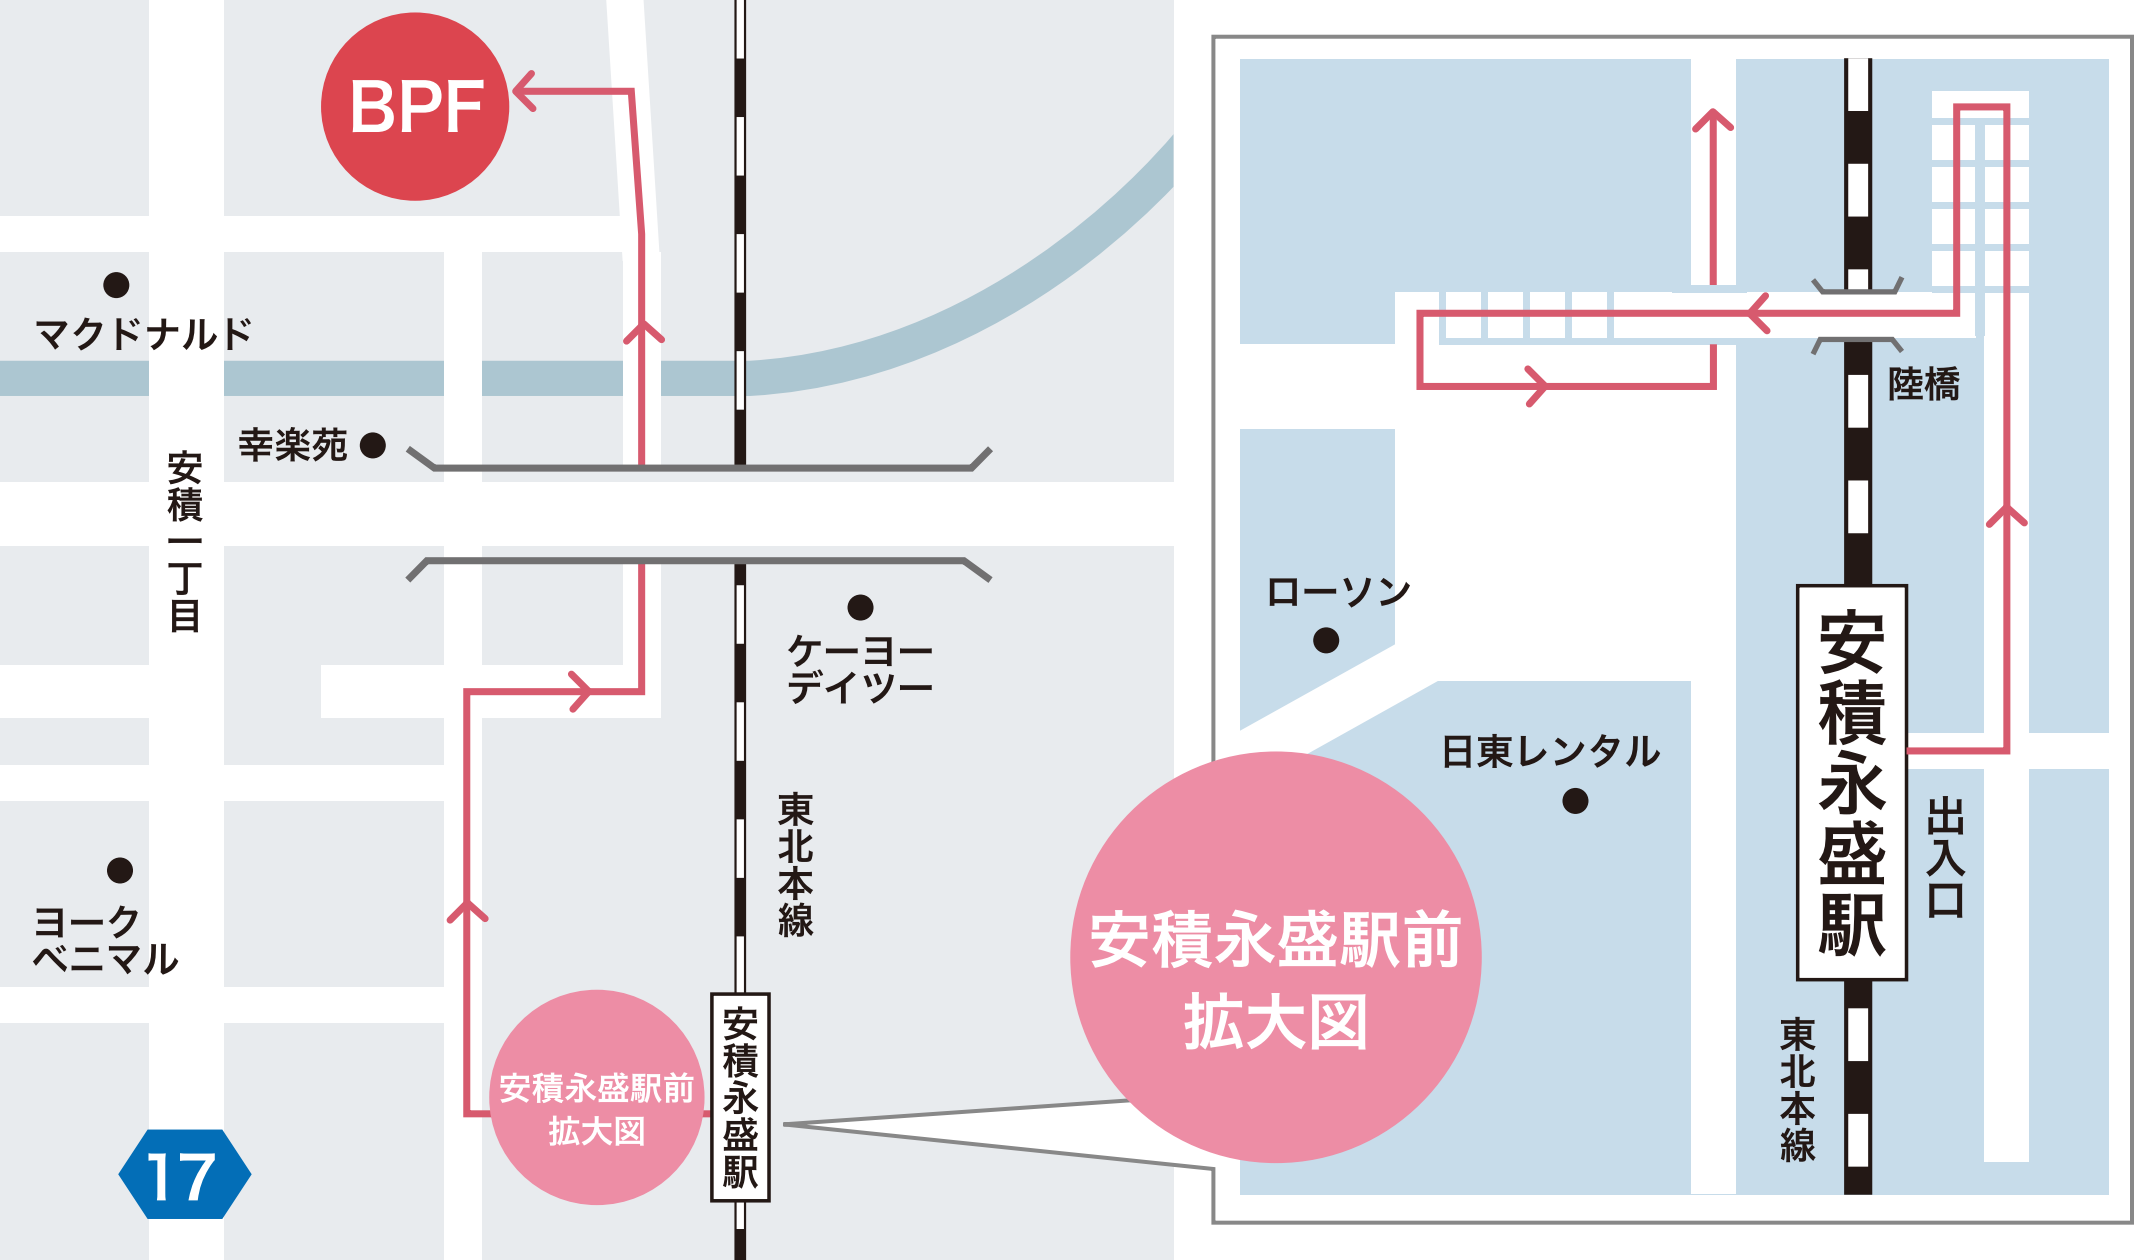 BPF
マクドナルド
幸楽苑
安積一丁目
ケーヨー
デイツー
東北本線
ヨーク
ベニマル
安積永盛駅前
拡大図
安積永盛駅
17
陸橋
ローソン
日東レンタル
安積永盛駅
出入口
安積永盛駅前
拡大図
東北本線